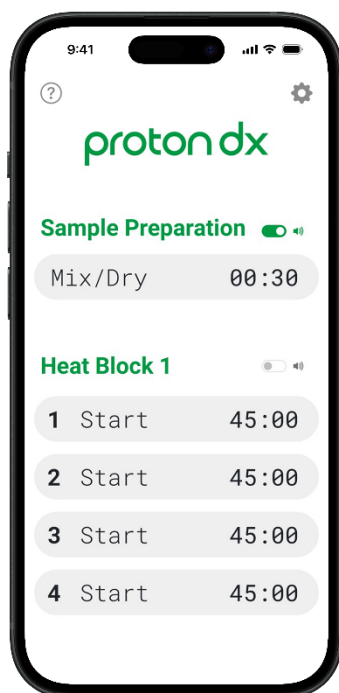 9:41
?
proton dx
Sample Preparation
Mix/Dry 00:30
Heat Block 1
1 Start 45:00
2 Start 45:00
3 Start 45:00
4 Start 45:00